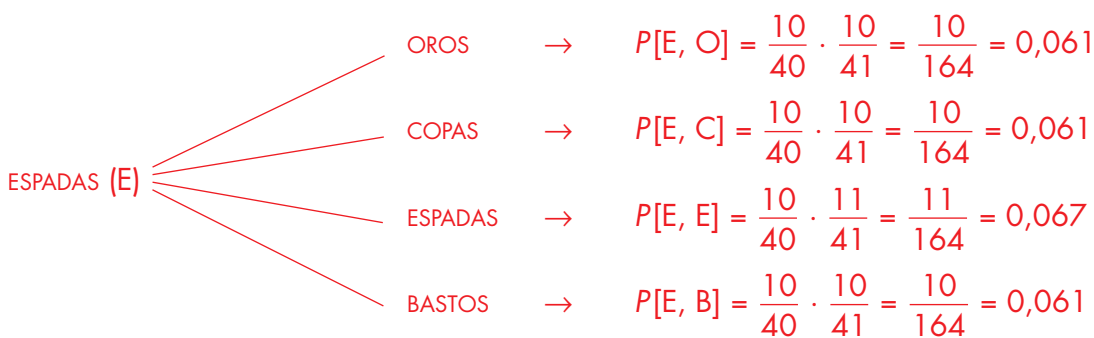 OROS → P[E, O] = 10/40 · 10/41 = 10/164 = 0,061
COPAS → P[E, C] = 10/40 · 10/41 = 10/164 = 0,061
ESPADAS (E)
ESPADAS → P[E, E] = 10/40 · 11/41 = 11/164 = 0,067
BASTOS → P[E, B] = 10/40 · 10/41 = 10/164 = 0,061